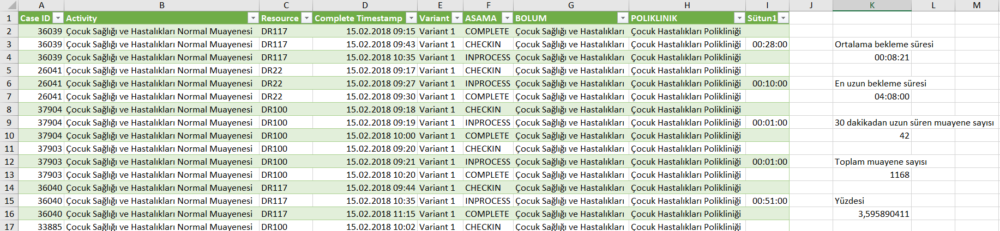 A B C D E F G H I J K L M
1 Case ID Activity Resource Complete Timestamp Variant ASAMA BOLUM POLIKLINIK Sütun1
2 36039 Çocuk Sağlığı ve Hastalıkları Normal Muayenesi DR117 15.02.2018 09:15 Variant 1 COMPLETE Çocuk Sağlığı ve Hastalıkları Çocuk Hastalıkları Polikliniği
3 36039 Çocuk Sağlığı ve Hastalıkları Normal Muayenesi DR117 15.02.2018 09:43 Variant 1 CHECKIN Çocuk Sağlığı ve Hastalıkları Çocuk Hastalıkları Polikliniği 00:28:00 Ortalama bekleme süresi
4 36039 Çocuk Sağlığı ve Hastalıkları Normal Muayenesi DR117 15.02.2018 10:35 Variant 1 INPROCESS Çocuk Sağlığı ve Hastalıkları Çocuk Hastalıkları Polikliniği 00:08:21
5 26041 Çocuk Sağlığı ve Hastalıkları Normal Muayenesi DR22 15.02.2018 09:17 Variant 1 CHECKIN Çocuk Sağlığı ve Hastalıkları Çocuk Hastalıkları Polikliniği
6 26041 Çocuk Sağlığı ve Hastalıkları Normal Muayenesi DR22 15.02.2018 09:27 Variant 1 INPROCESS Çocuk Sağlığı ve Hastalıkları Çocuk Hastalıkları Polikliniği 00:10:00 En uzun bekleme süresi
7 26041 Çocuk Sağlığı ve Hastalıkları Normal Muayenesi DR22 15.02.2018 09:30 Variant 1 COMPLETE Çocuk Sağlığı ve Hastalıkları Çocuk Hastalıkları Polikliniği 04:08:00
8 37904 Çocuk Sağlığı ve Hastalıkları Normal Muayenesi DR100 15.02.2018 09:18 Variant 1 CHECKIN Çocuk Sağlığı ve Hastalıkları Çocuk Hastalıkları Polikliniği
9 37904 Çocuk Sağlığı ve Hastalıkları Normal Muayenesi DR100 15.02.2018 09:19 Variant 1 INPROCESS Çocuk Sağlığı ve Hastalıkları Çocuk Hastalıkları Polikliniği 00:01:00 30 dakikadan uzun süren muayene sayısı
10 37904 Çocuk Sağlığı ve Hastalıkları Normal Muayenesi DR100 15.02.2018 10:00 Variant 1 COMPLETE Çocuk Sağlığı ve Hastalıkları Çocuk Hastalıkları Polikliniği 42
11 37903 Çocuk Sağlığı ve Hastalıkları Normal Muayenesi DR100 15.02.2018 09:20 Variant 1 CHECKIN Çocuk Sağlığı ve Hastalıkları Çocuk Hastalıkları Polikliniği
12 37903 Çocuk Sağlığı ve Hastalıkları Normal Muayenesi DR100 15.02.2018 09:21 Variant 1 INPROCESS Çocuk Sağlığı ve Hastalıkları Çocuk Hastalıkları Polikliniği 00:01:00 Toplam muayene sayısı
13 37903 Çocuk Sağlığı ve Hastalıkları Normal Muayenesi DR100 15.02.2018 10:20 Variant 1 COMPLETE Çocuk Sağlığı ve Hastalıkları Çocuk Hastalıkları Polikliniği 1168
14 36040 Çocuk Sağlığı ve Hastalıkları Normal Muayenesi DR117 15.02.2018 09:44 Variant 1 CHECKIN Çocuk Sağlığı ve Hastalıkları Çocuk Hastalıkları Polikliniği
15 36040 Çocuk Sağlığı ve Hastalıkları Normal Muayenesi DR117 15.02.2018 10:35 Variant 1 INPROCESS Çocuk Sağlığı ve Hastalıkları Çocuk Hastalıkları Polikliniği 00:51:00 Yüzdesi
16 36040 Çocuk Sağlığı ve Hastalıkları Normal Muayenesi DR117 15.02.2018 11:15 Variant 1 COMPLETE Çocuk Sağlığı ve Hastalıkları Çocuk Hastalıkları Polikliniği 3,595890411
17 33885 Çocuk Sağlığı ve Hastalıkları Normal Muayenesi DR100 15.02.2018 10:02 Variant 1 CHECKIN Çocuk Sağlığı ve Hastalıkları Çocuk Hastalıkları Polikliniği